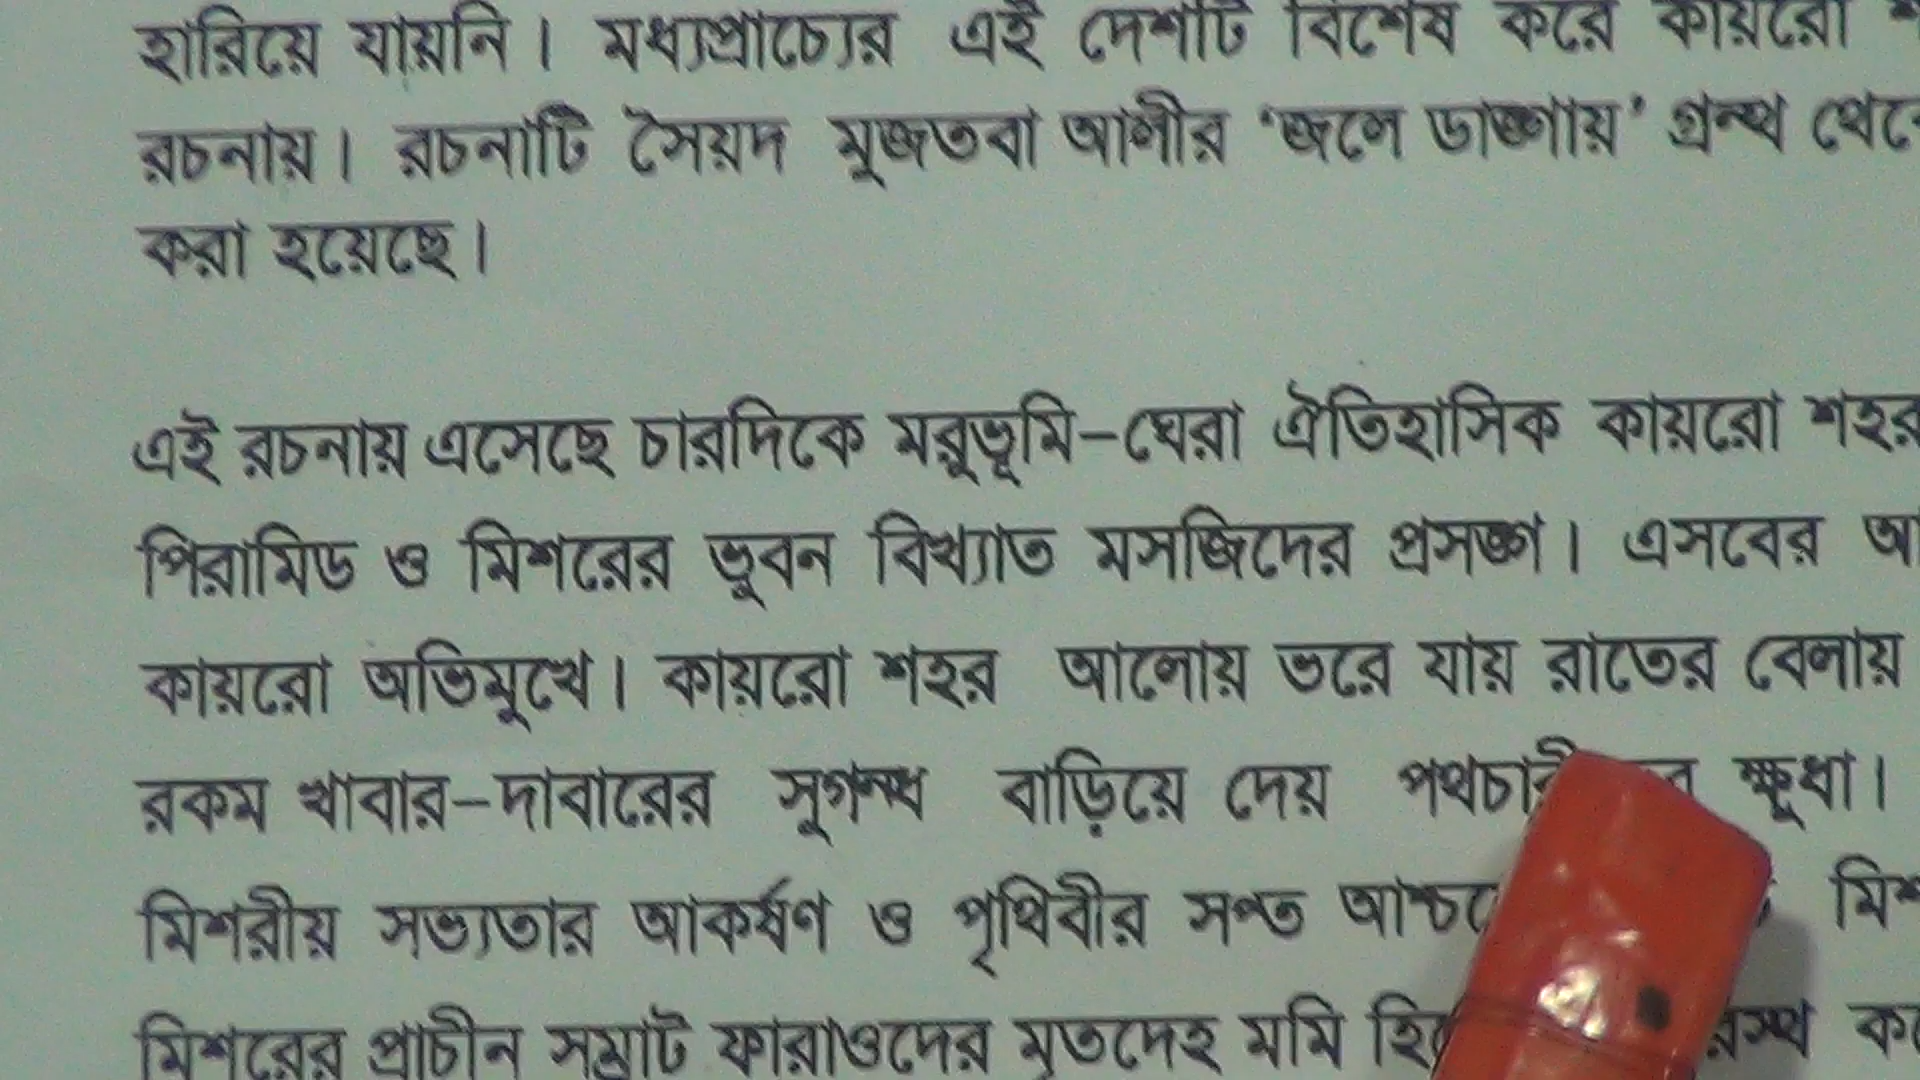 হারিয়ে যায়নি। মধ্যপ্রাচ্যের এই দেশটি বিশেষ করে কায়রো
রচনায়। রচনাটি সৈয়দ মুজতবা আলীর ‘জলে ডাঙ্গায়’ গ্রন্থ
করা হয়েছে।
এই রচনায় এসেছে চারদিকে মরুভূমি-ঘেরা ঐতিহাসিক কায়রো শহর
পিরামিড ও মিশরের ভুবন বিখ্যাত মসজিদের প্রসঙ্গ। এসবের
কায়রো অভিমুখে। কায়রো শহর আলোয় ভরে যায় রাতের বেলায়
রকম খাবার-দাবারের সুগন্ধ বাড়িয়ে দেয় ক্ষুধা।
মিশরীয় সভ্যতার আকর্ষণ ও পৃথিবীর সপ্ত
মিশরের প্রাচীন সম্রাট ফারাওদের মৃতদেহ মমি